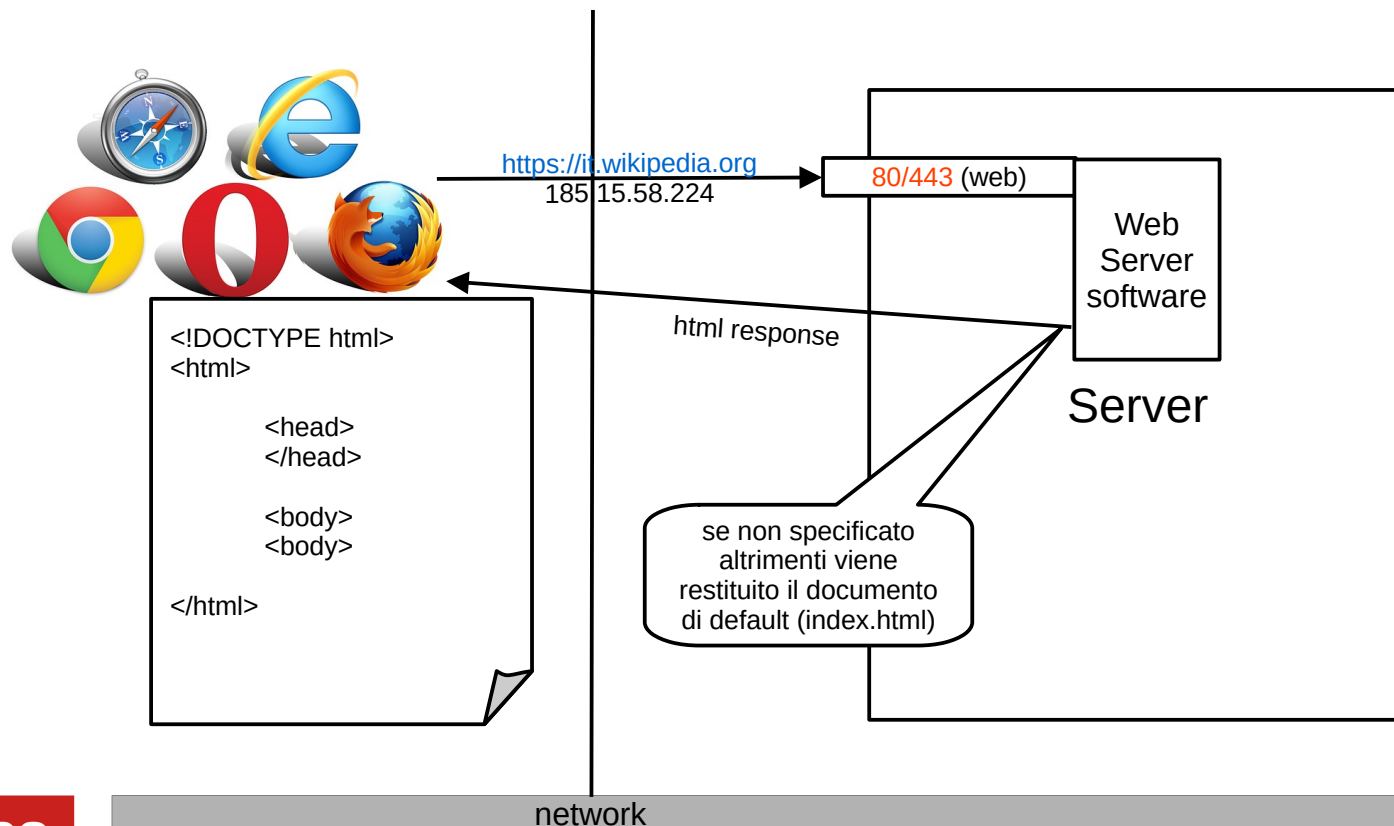 https://it.wikipedia.org
185.15.58.224
80/443 (web)
Web
Server
software
html response
Server
<!DOCTYPE html>
<html>
<head>
</head>
<body>
<body>
</html>
se non specificato
altrimenti viene
restituito il documento
di default (index.html)
network